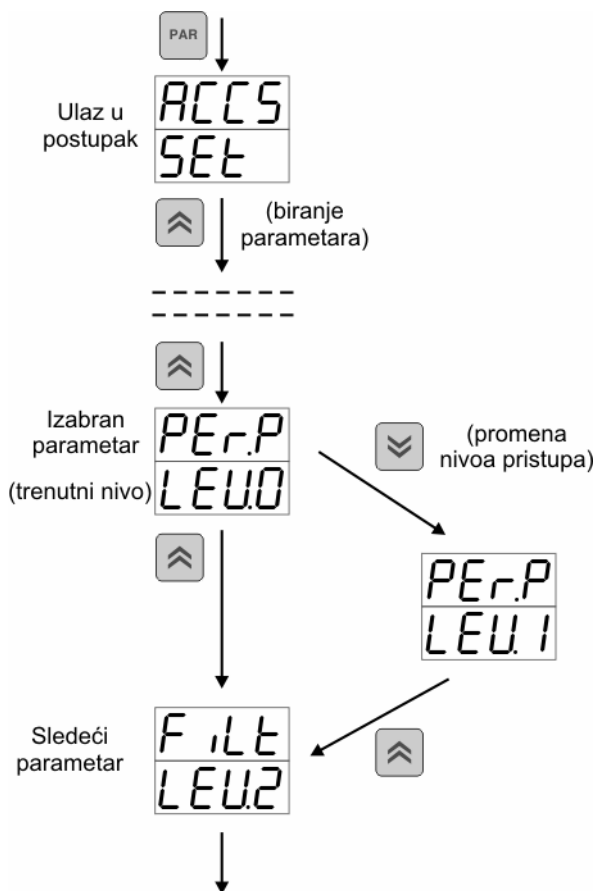 PAR
Ulaz u
postupak
ACCS
SEt
(biranje
parametara)
Izabran
parametar
(trenutni nivo)
PEr.P
LEU.0
(promena
nivoa pristupa)
PEr.P
LEU.1
Sledeći
parametar
FiLt
LEU.2